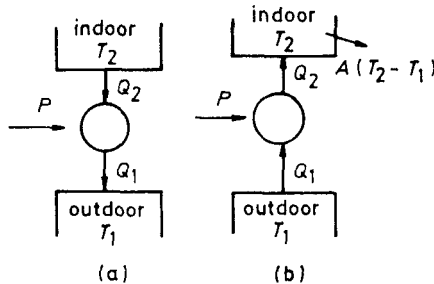 indoor
T₂
Q₂
P
Q₁
outdoor
T₁
(a)
indoor
T₂
A(T₂ - T₁)
Q₂
P
Q₁
outdoor
T₁
(b)